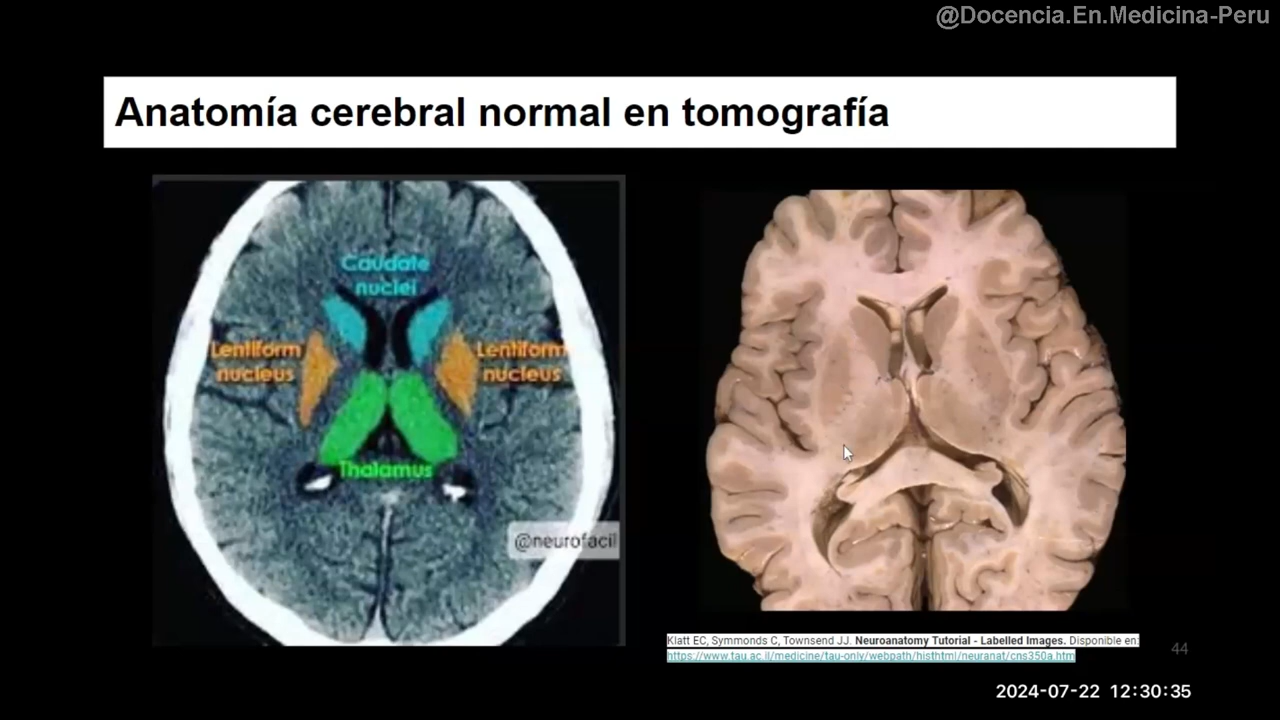 @Docencia.En.Medicina-Peru
Anatomía cerebral normal en tomografía
Caudate
nuclei
Lentiform
nucleus
Lentiform
nucleus
Thalamus
@neurofacil
Klatt EC, Symmonds C, Townsend JJ. Neuroanatomy Tutorial - Labelled Images. Disponible en:
https://www.tau.ac.il/medicine/tau-only/webpath/histhtml/neuranat/cns350a.htm
44
2024-07-22 12:30:35